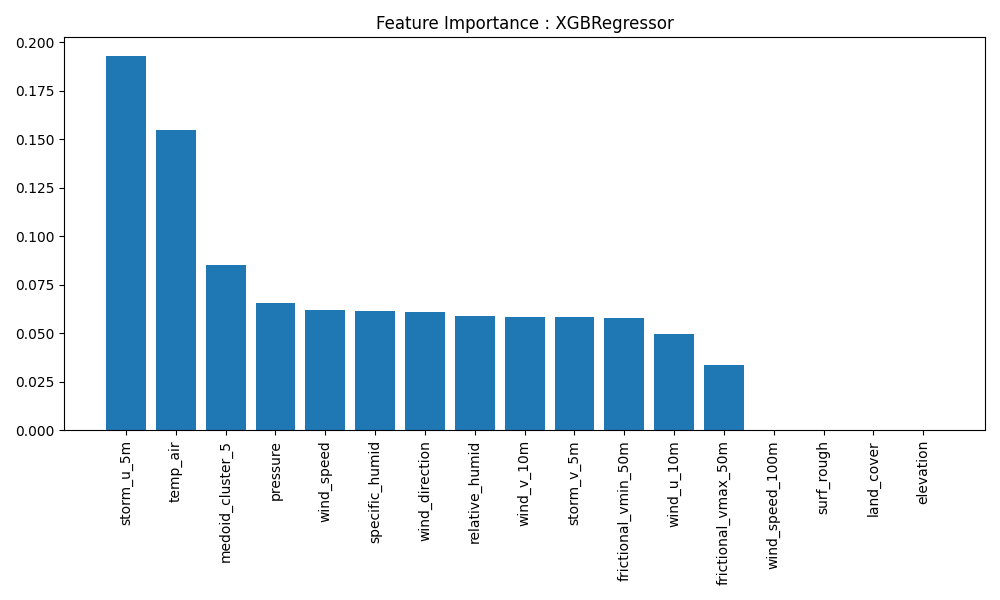 Feature Importance : XGBRegressor
0.200
0.175
0.150
0.125
0.100
0.075
0.050
0.025
0.000
storm_u_5m
temp_air
medoid_cluster_5
pressure
wind_speed
specific_humid
wind_direction
relative_humid
wind_v_10m
storm_v_5m
frictional_vmin_50m
wind_u_10m
frictional_vmax_50m
wind_speed_100m
surf_rough
land_cover
elevation